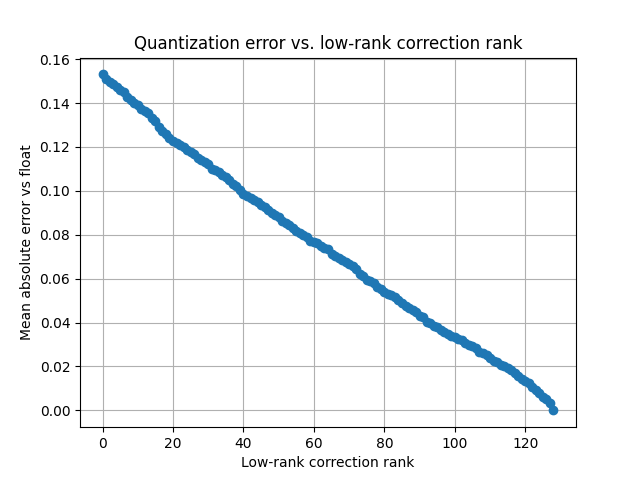 Quantization error vs. low-rank correction rank
Mean absolute error vs float
0.16
0.14
0.12
0.10
0.08
0.06
0.04
0.02
0.00
0 20 40 60 80 100 120
Low-rank correction rank